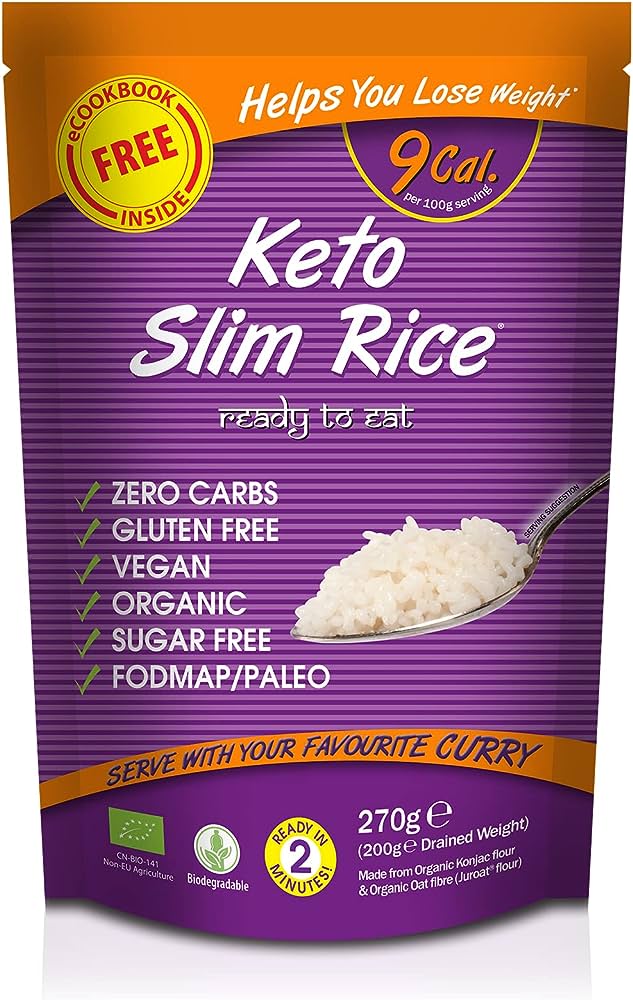 eCOOKBOOK
FREE
INSIDE
Helps You Lose Weight*
9 Cal.
per 100g serving
Keto
Slim Rice®
ready to eat
ZERO CARBS
GLUTEN FREE
VEGAN
ORGANIC
SUGAR FREE
FODMAP/PALEO
SERVING SUGGESTION
SERVE WITH YOUR FAVOURITE CURRY
CN-BIO-141
Non-EU Agriculture
Biodegradable
READY IN
2
MINUTES!
270g ℮
(200g ℮ Drained Weight)
Made from Organic Konjac flour
& Organic Oat fibre (Juroat® flour)